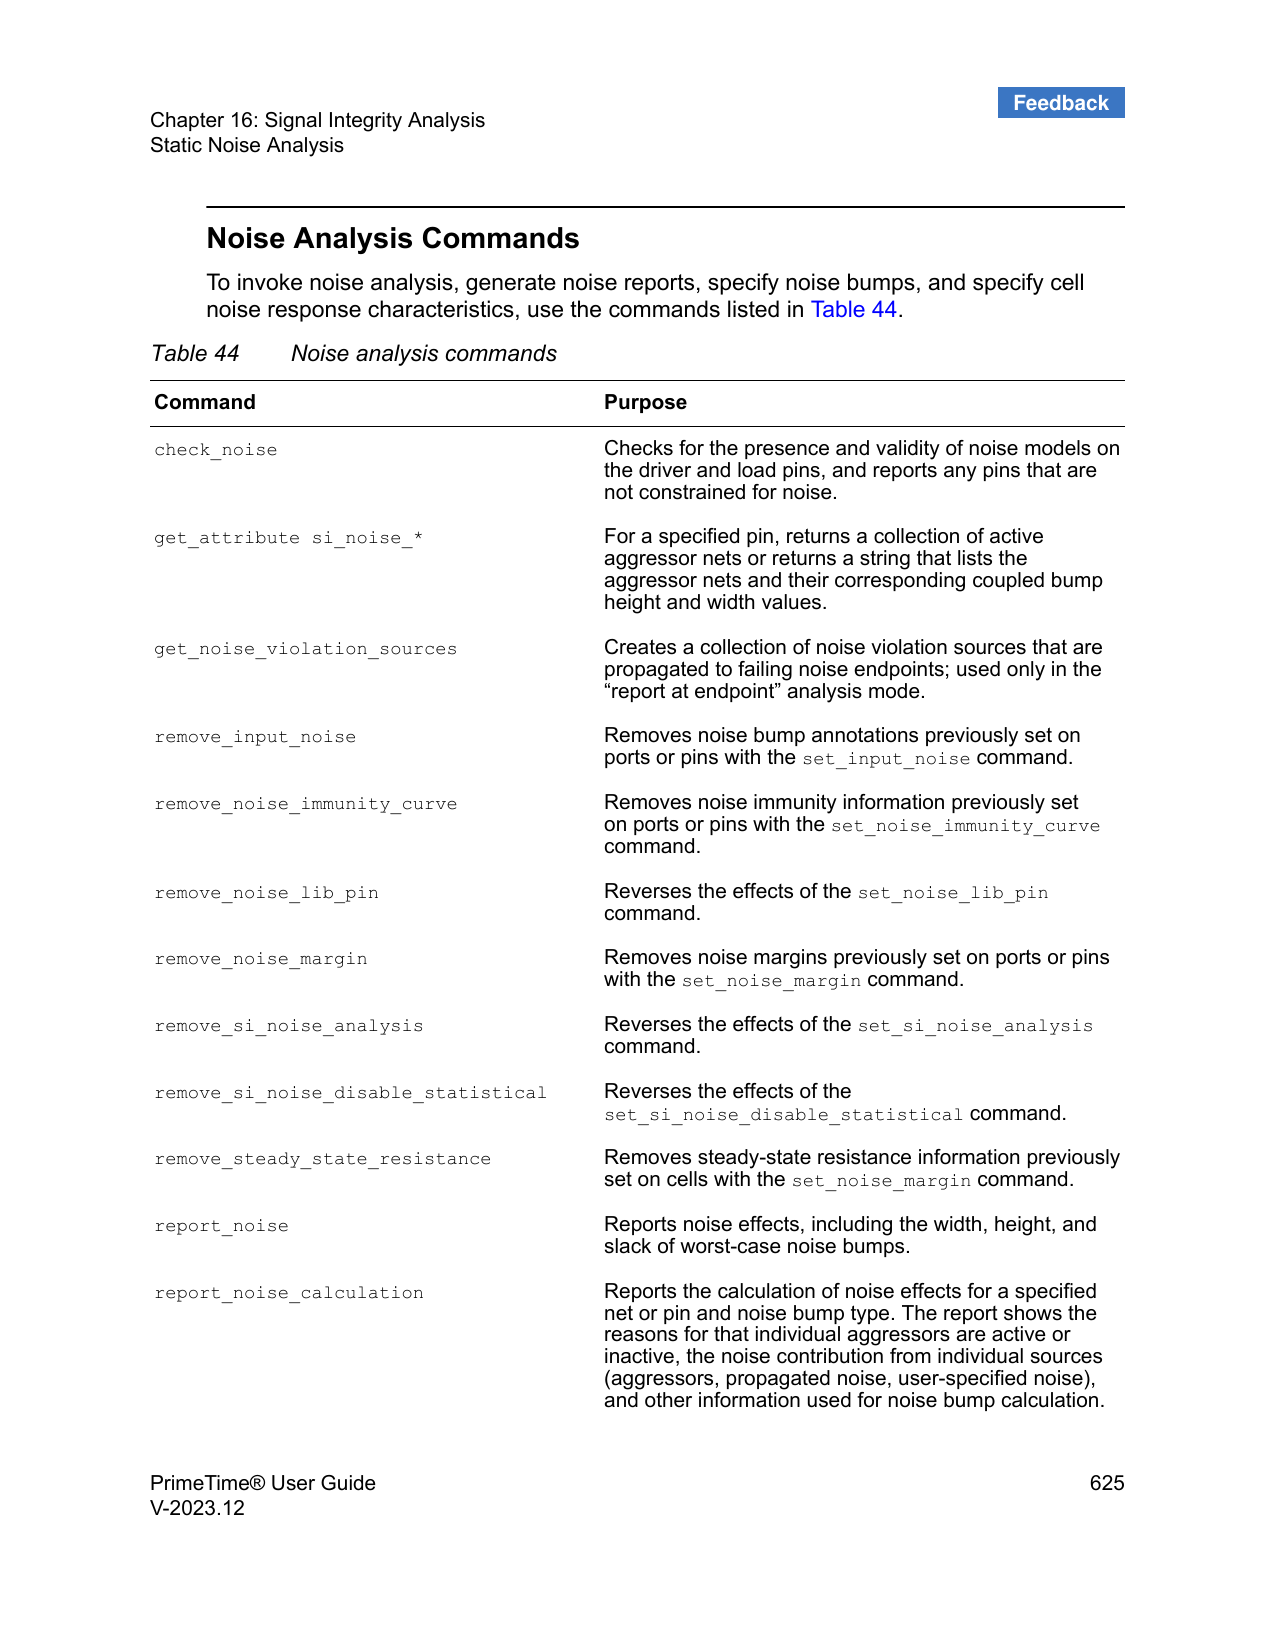 Feedback
Chapter 16: Signal Integrity Analysis
Static Noise Analysis
Noise Analysis Commands
To invoke noise analysis, generate noise reports, specify noise bumps, and specify cell
noise response characteristics, use the commands listed in Table 44.
Table 44 Noise analysis commands
Command Purpose
check_noise Checks for the presence and validity of noise models on
the driver and load pins, and reports any pins that are
not constrained for noise.
get_attribute si_noise_* For a specified pin, returns a collection of active
aggressor nets or returns a string that lists the
aggressor nets and their corresponding coupled bump
height and width values.
get_noise_violation_sources Creates a collection of noise violation sources that are
propagated to failing noise endpoints; used only in the
“report at endpoint” analysis mode.
remove_input_noise Removes noise bump annotations previously set on
ports or pins with the set_input_noise command.
remove_noise_immunity_curve Removes noise immunity information previously set
on ports or pins with the set_noise_immunity_curve
command.
remove_noise_lib_pin Reverses the effects of the set_noise_lib_pin
command.
remove_noise_margin Removes noise margins previously set on ports or pins
with the set_noise_margin command.
remove_si_noise_analysis Reverses the effects of the set_si_noise_analysis
command.
remove_si_noise_disable_statistical Reverses the effects of the
set_si_noise_disable_statistical command.
remove_steady_state_resistance Removes steady-state resistance information previously
set on cells with the set_noise_margin command.
report_noise Reports noise effects, including the width, height, and
slack of worst-case noise bumps.
report_noise_calculation Reports the calculation of noise effects for a specified
net or pin and noise bump type. The report shows the
reasons for that individual aggressors are active or
inactive, the noise contribution from individual sources
(aggressors, propagated noise, user-specified noise),
and other information used for noise bump calculation.
PrimeTime® User Guide 625
V-2023.12